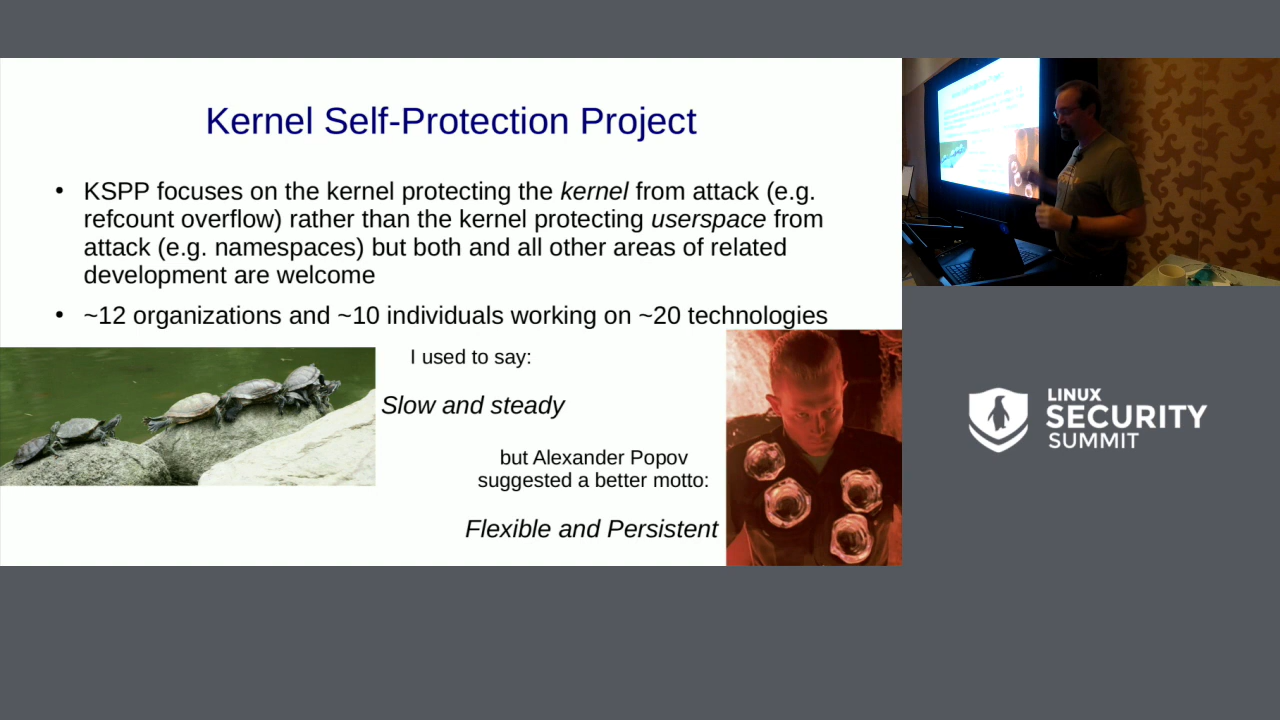 Kernel Self-Protection Project
• KSPP focuses on the kernel protecting the kernel from attack (e.g.
refcount overflow) rather than the kernel protecting userspace from
attack (e.g. namespaces) but both and all other areas of related
development are welcome
• ~12 organizations and ~10 individuals working on ~20 technologies
I used to say:
Slow and steady
but Alexander Popov
suggested a better motto:
Flexible and Persistent
LINUX
SECURITY
SUMMIT